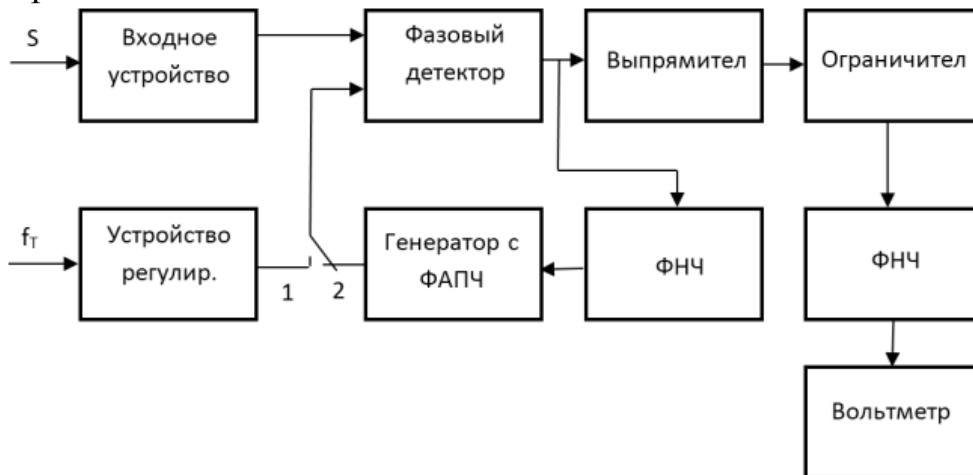 S
Входное
устройство
Фазовый
детектор
Выпрямител
Ограничител
fТ
Устройство
регулир.
1
2
Генератор с
ФАПЧ
ФНЧ
ФНЧ
Вольтметр